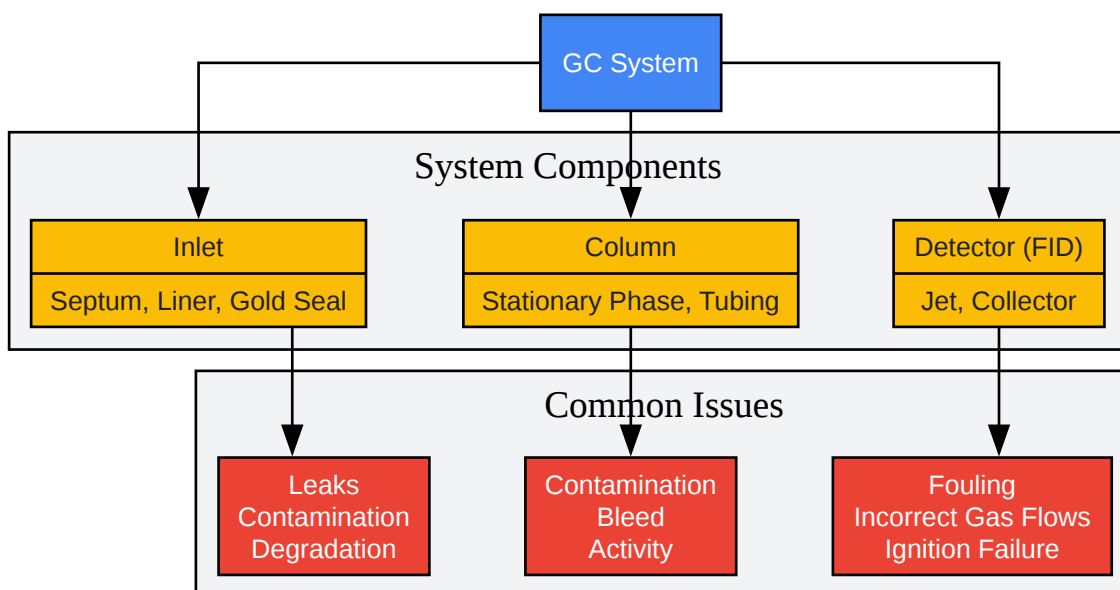 GC System
System Components
Inlet
Septum, Liner, Gold Seal
Column
Stationary Phase, Tubing
Detector (FID)
Jet, Collector
Common Issues
Leaks
Contamination
Degradation
Contamination
Bleed
Activity
Fouling
Incorrect Gas Flows
Ignition Failure